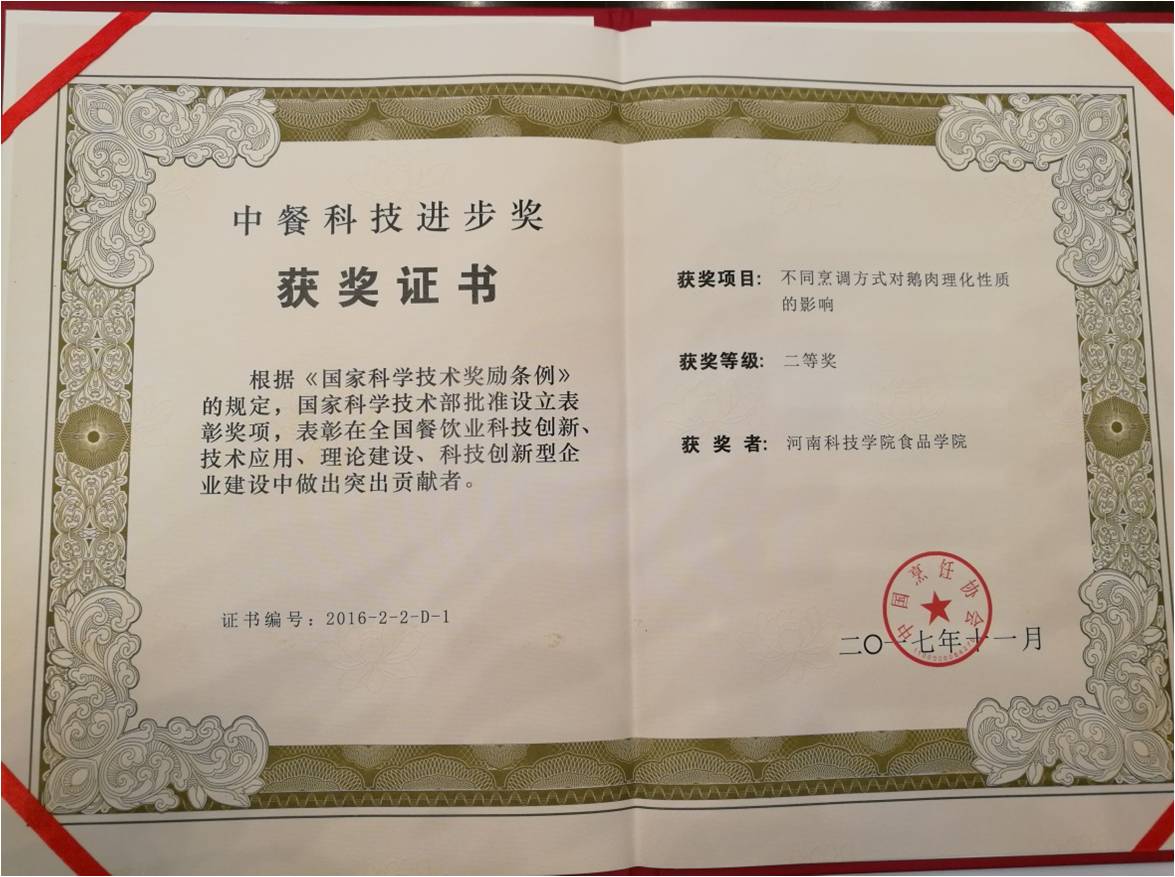 中餐科技进步奖
获奖证书
根据《国家科学技术奖励条例》
的规定，国家科学技术部批准设立表
彰奖项，表彰在全国餐饮业科技创新、
技术应用、理论建设、科技创新型企
业建设中做出突出贡献者。
证书编号：2016-2-2-D-1
获奖项目：不同烹调方式对鹅肉理化性质
的影响
获奖等级：二等奖
获奖者：河南科技学院食品学院
中国烹饪协会
二〇一七年十一月